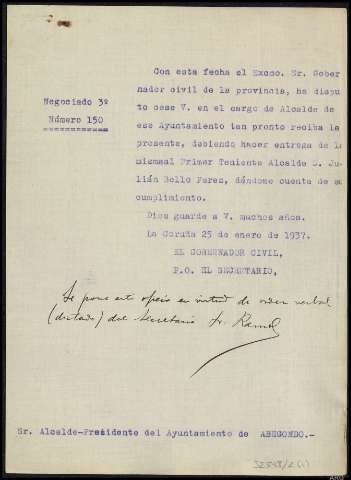 Con esta fecha el Excmo. Sr. Gober
nador civil de la provincia, ha dispu
Negociado 3º
to cese V. en el cargo de Alcalde de
Número 150
ese Ayuntamiento tan pronto reciba la
presente, debiendo hacer entrega de la
mismaal Primer Teniente Alcalde D. Ju-
lián Bello Perez, dándome cuenta de su
cumplimiento.
Dios guarde a V. muchos años.
La Coruña 25 de enero de 1937.
EL GOBERNADOR CIVIL,
P.O. EL SECRETARIO,
Se pone este oficio en virtud de orden verbal
(dictado) del Secretario Sr.
Sr. Alcalde-Presidente del Ayuntamiento de ABEGONDO.-